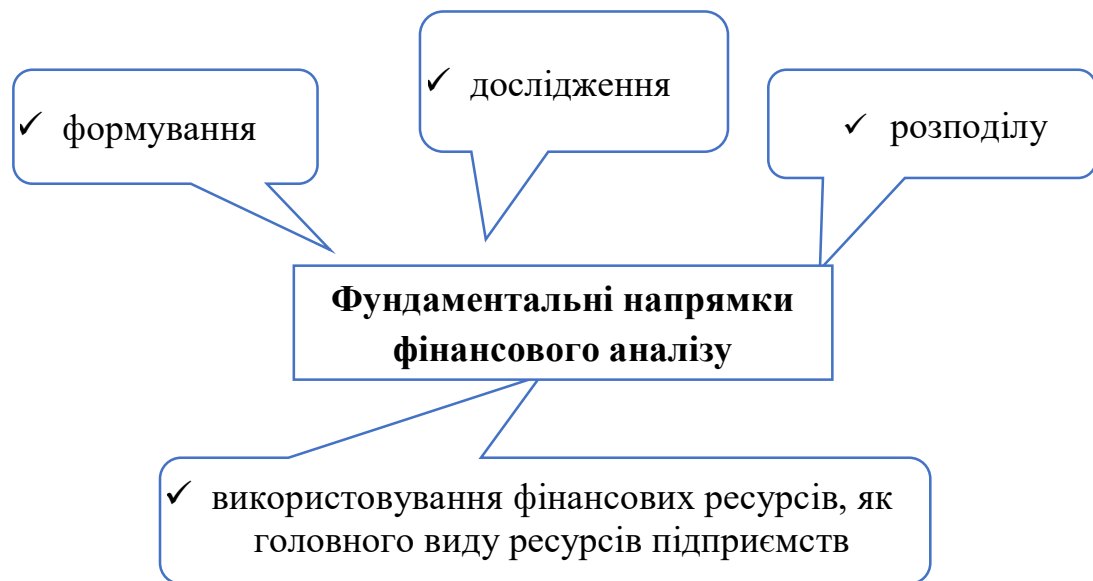 ✓ формування
✓ дослідження
✓ розподілу
Фундаментальні напрямки
фінансового аналізу
✓ використовування фінансових ресурсів, як
головного виду ресурсів підприємств